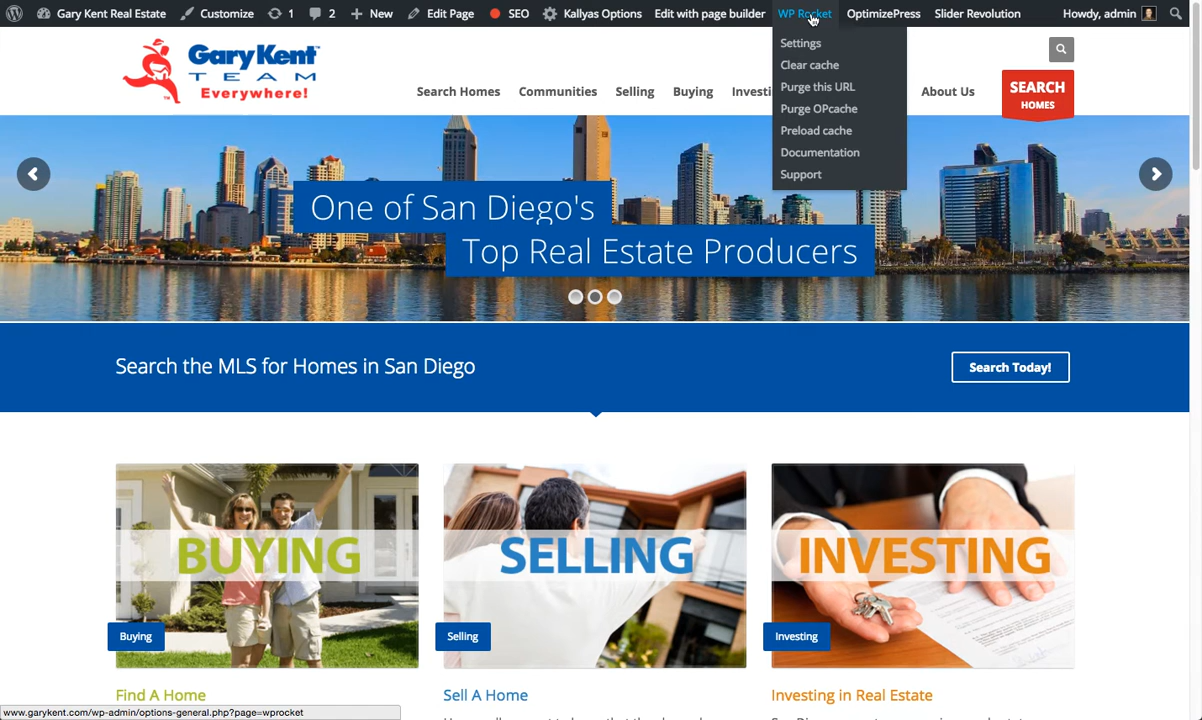 Gary Kent Real Estate Customize 1 2 New Edit Page SEO Kallyas Options Edit with page builder WP Rocket OptimizePress Slider Revolution Howdy, admin
Gary Kent™
TEAM
Everywhere!
™
Search Homes Communities Selling Buying Investi About Us
SEARCH
HOMES
Settings
Clear cache
Purge this URL
Purge OPcache
Preload cache
Documentation
Support
One of San Diego's
Top Real Estate Producers
Search the MLS for Homes in San Diego
Search Today!
BUYING SELLING INVESTING
Buying Selling Investing
Find A Home Sell A Home Investing in Real Estate
www.garykent.com/wp-admin/options-general.php?page=wprocket